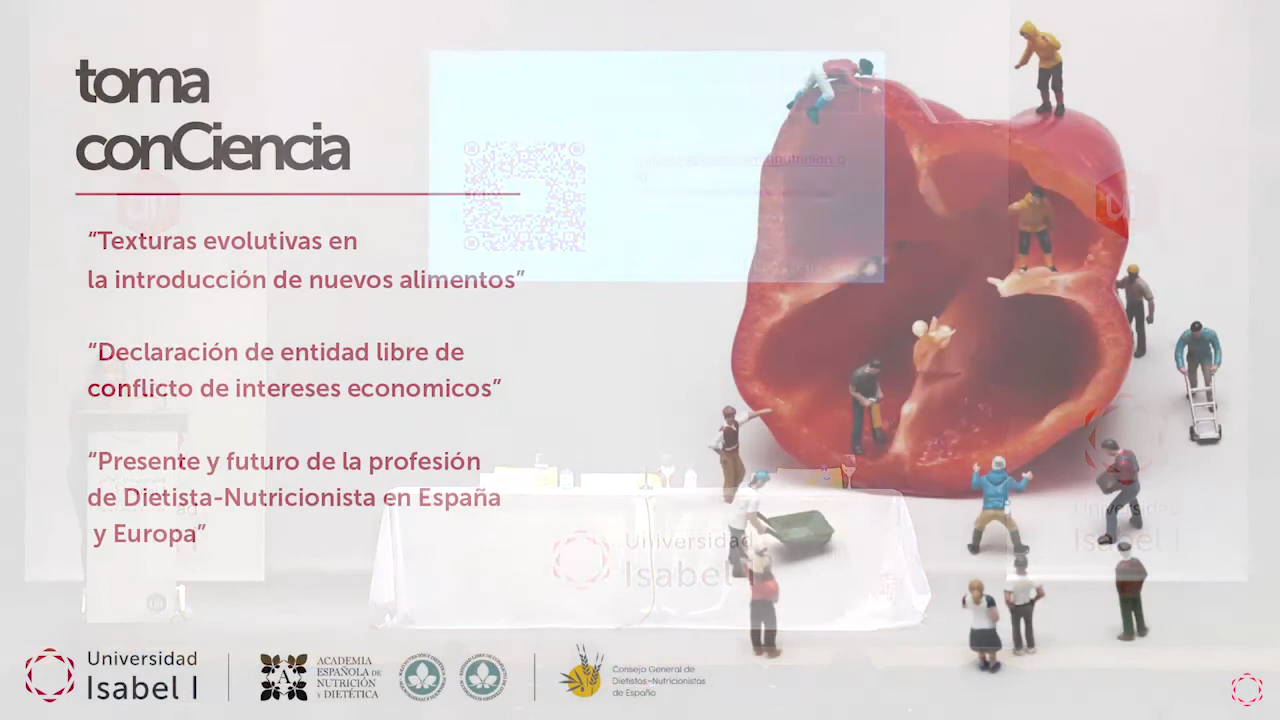 toma
conCiencia
“Texturas evolutivas en
la introducción de nuevos alimentos”
“Declaración de entidad libre de
conflicto de intereses economicos”
“Presente y futuro de la profesión
de Dietista-Nutricionista en España
y Europa”
Universidad
Isabel I
Universidad
Isabel I
Universidad
Isabel I
ACADEMIA
ESPAÑOLA DE
NUTRICIÓN
Y DIETÉTICA
Consejo General de
Dietistas-Nutricionistas
de España